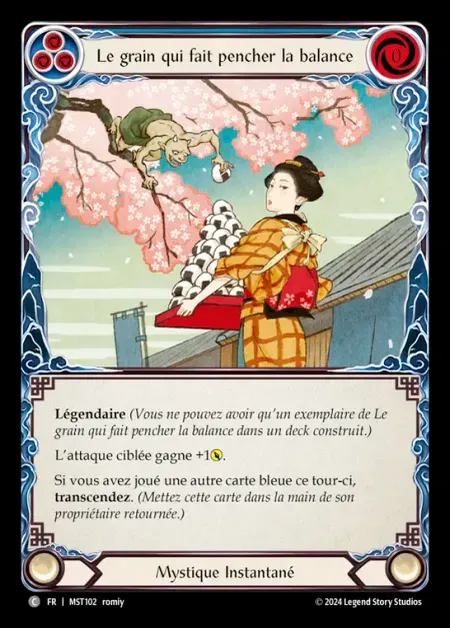 Le grain qui fait pencher la balance
0
Légendaire (Vous ne pouvez avoir qu'un exemplaire de Le
grain qui fait pencher la balance dans un deck construit.)
L'attaque ciblée gagne +1.
Si vous avez joué une autre carte bleue ce tour-ci,
transcendez. (Mettez cette carte dans la main de son
propriétaire retournée.)
Mystique Instantané
C FR | MST102 romiy
© 2024 Legend Story Studios